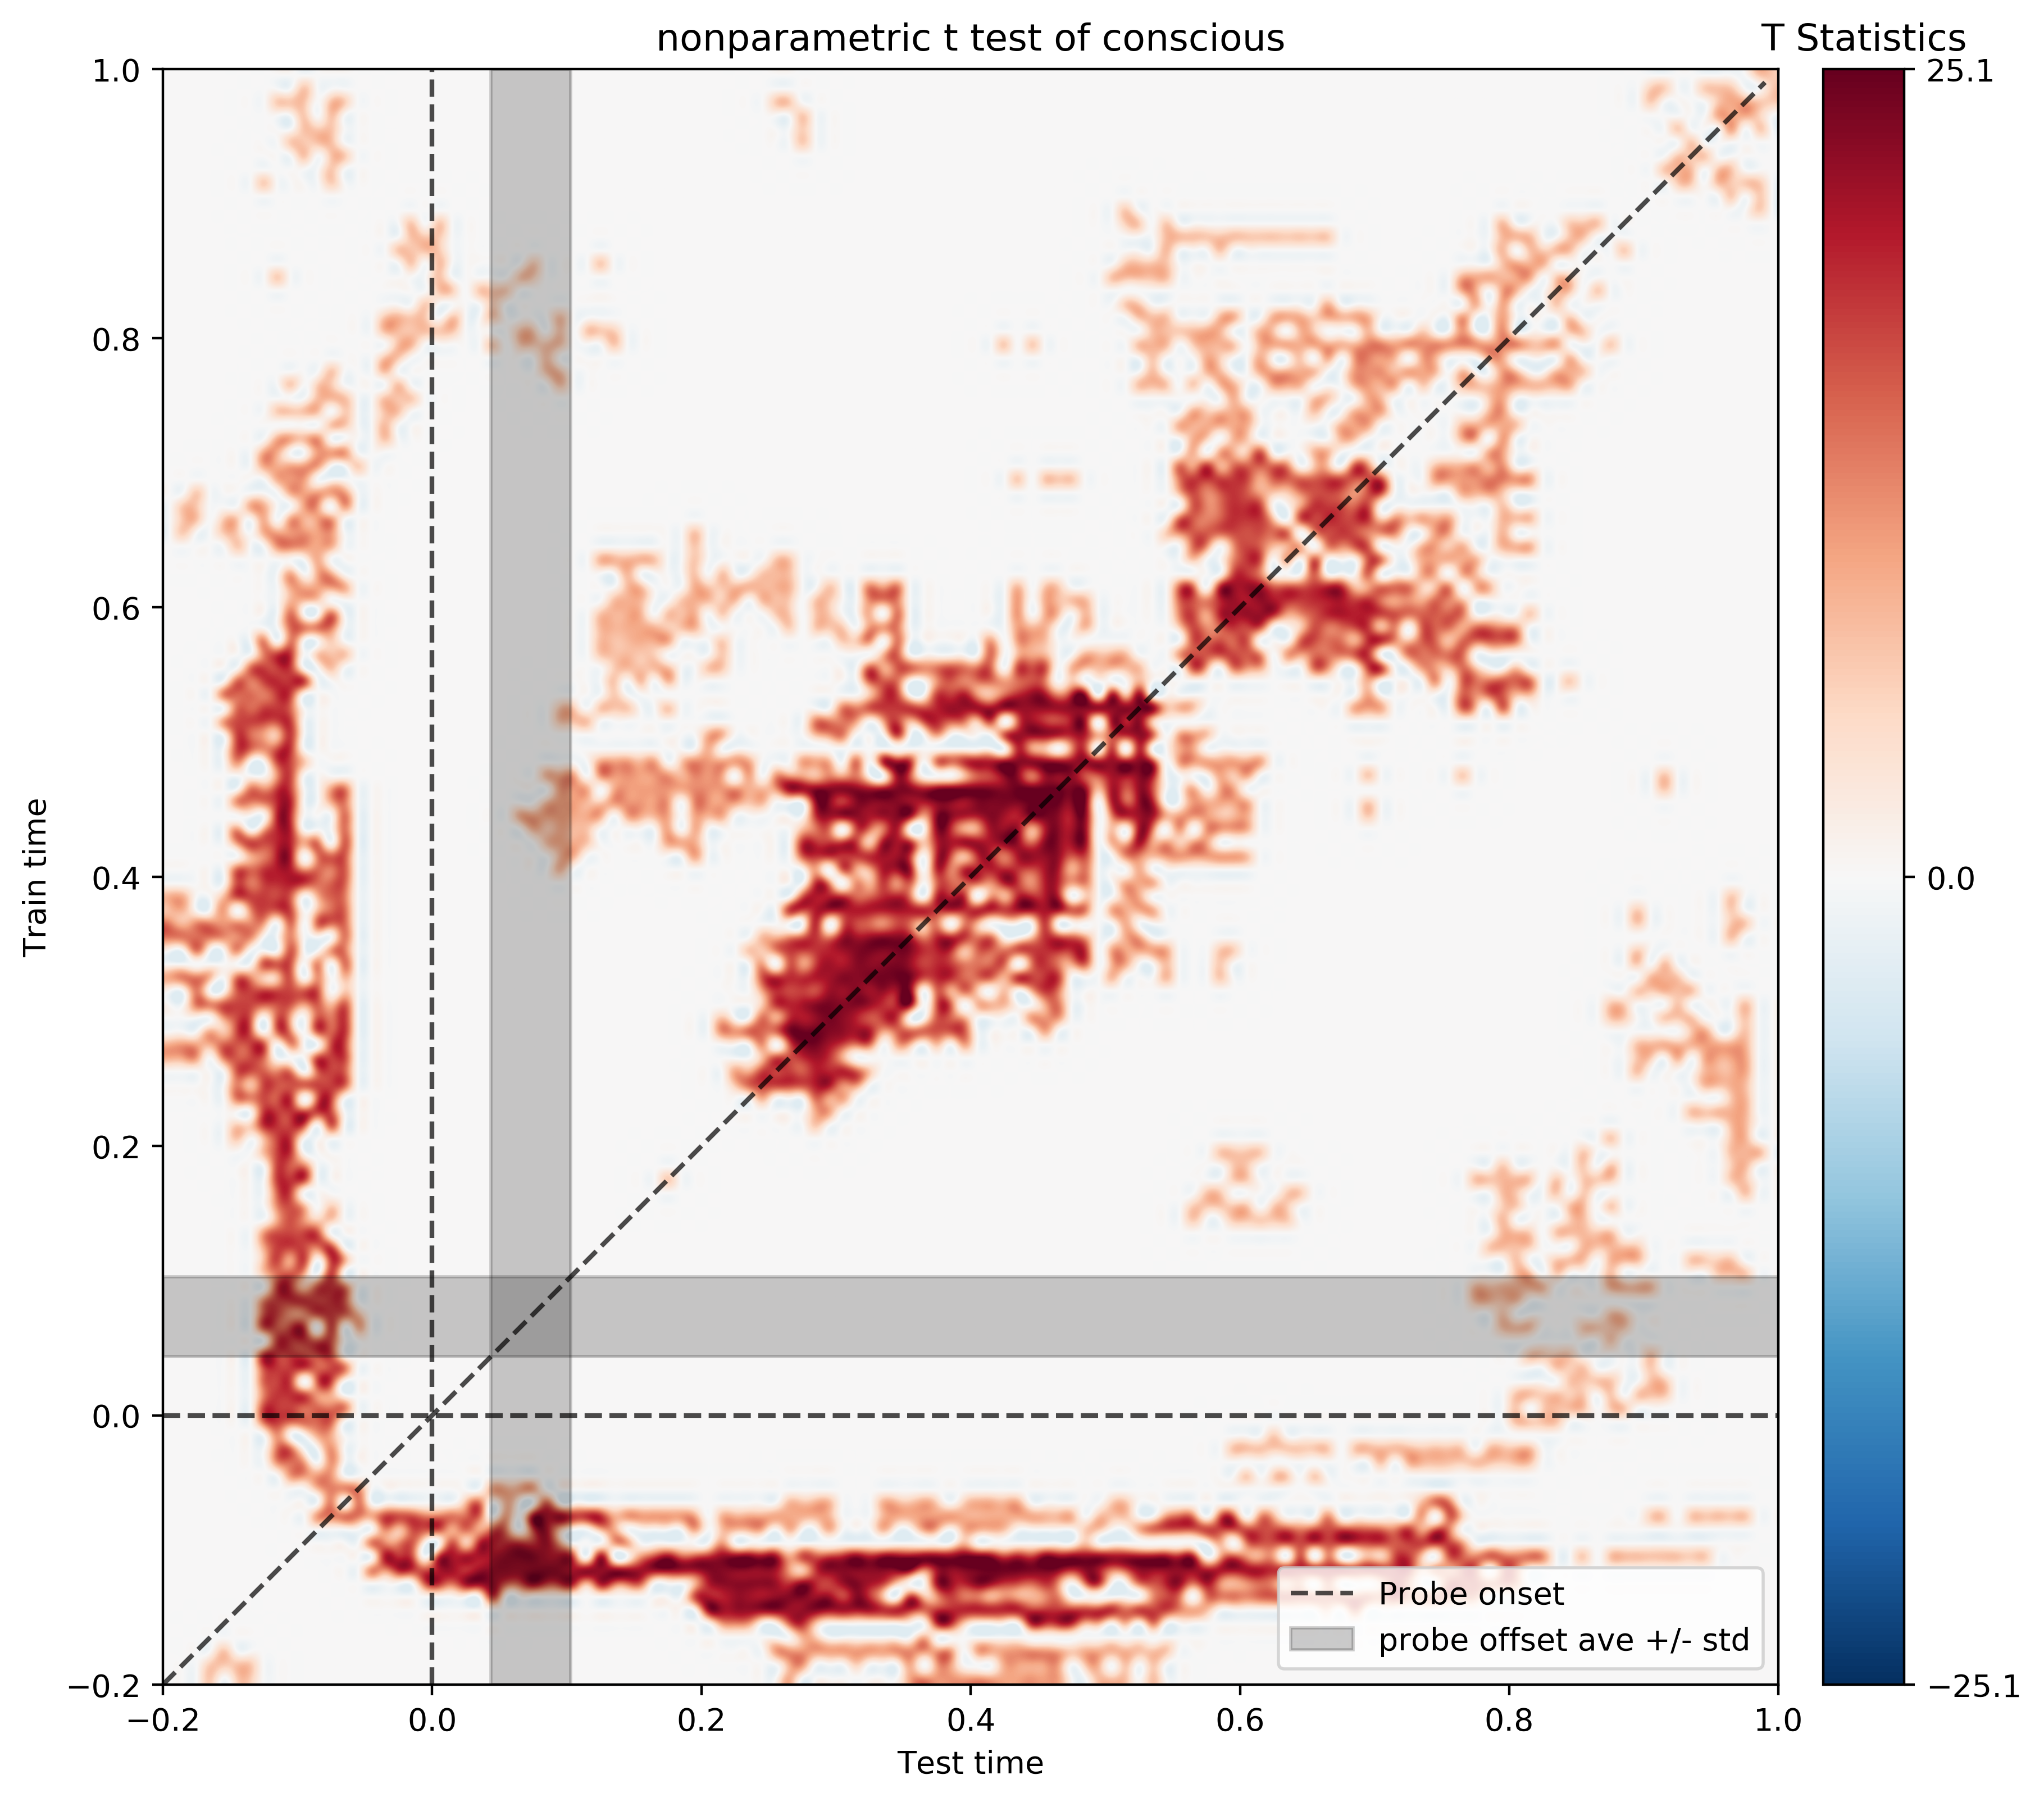 nonparametric t test of conscious
T Statistics
1.0
0.8
0.6
0.4
0.2
0.0
−0.2
Train time
−0.2
0.0
0.2
0.4
0.6
0.8
1.0
Test time
Probe onset
probe offset ave +/- std
25.1
0.0
−25.1